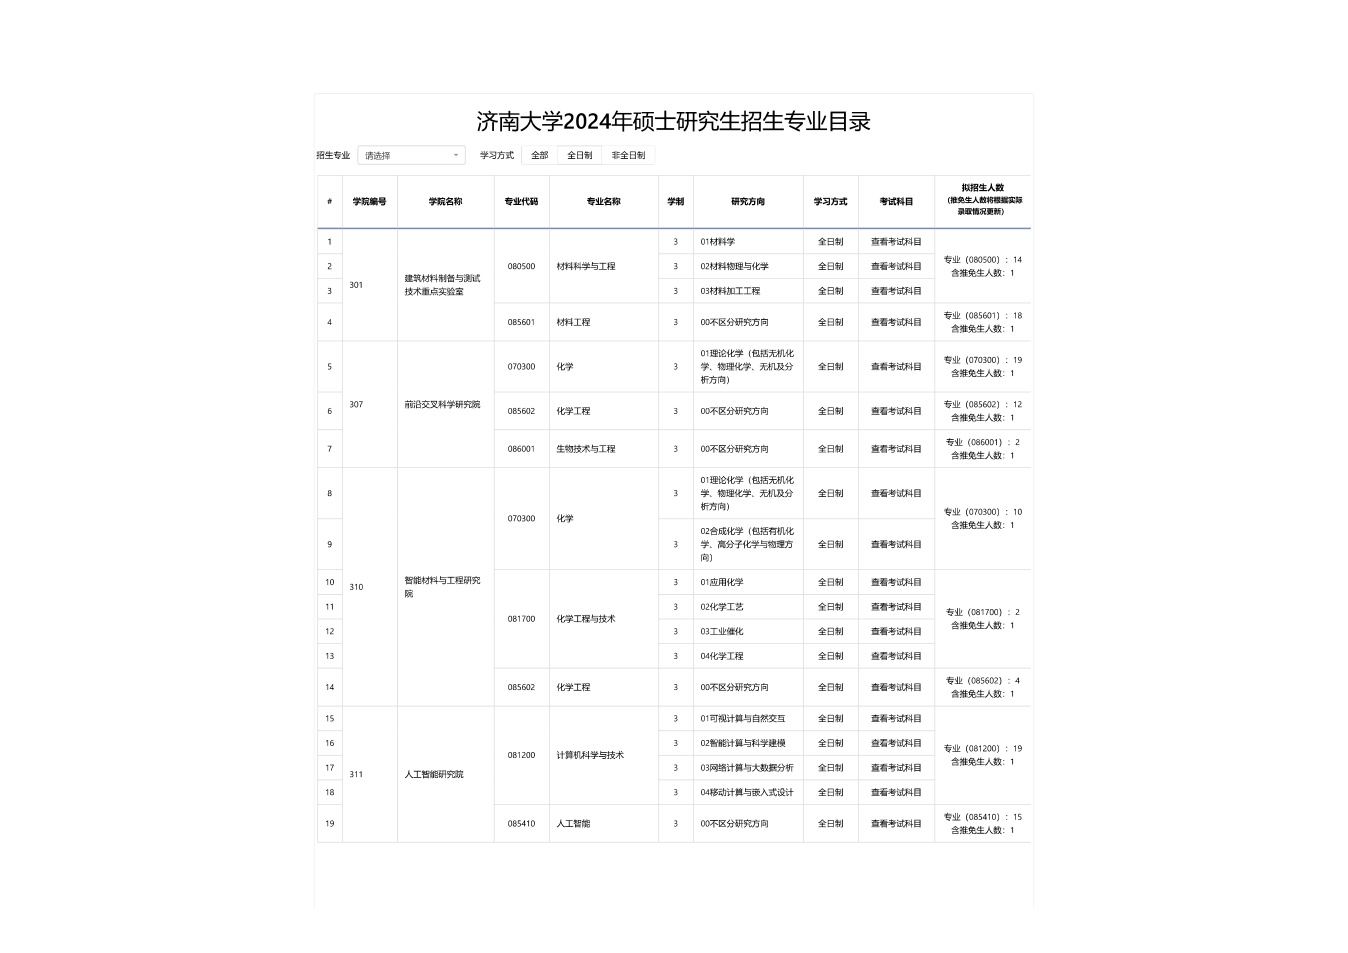 济南大学2024年硕士研究生招生专业目录
招生专业 请选择 学习方式 全部 全日制 非全日制
# 学院编号 学院名称 专业代码 专业名称 学制 研究方向 学习方式 考试科目 拟招生人数
（推免生人数将根据实际
录取情况更新）
1 301 建筑材料制备与测试
技术重点实验室 080500 材料科学与工程 3 01材料学 全日制 查看考试科目 专业（080500）：14
含推免生人数：1
2 3 02材料物理与化学 全日制 查看考试科目
3 3 03材料加工工程 全日制 查看考试科目
4 085601 材料工程 3 00不区分研究方向 全日制 查看考试科目 专业（085601）：18
含推免生人数：1
5 307 前沿交叉科学研究院 070300 化学 3 01理论化学（包括无机化
学、物理化学、无机及分
析方向） 全日制 查看考试科目 专业（070300）：19
含推免生人数：1
6 085602 化学工程 3 00不区分研究方向 全日制 查看考试科目 专业（085602）：12
含推免生人数：1
7 086001 生物技术与工程 3 00不区分研究方向 全日制 查看考试科目 专业（086001）：2
含推免生人数：1
8 310 智能材料与工程研究
院 070300 化学 3 01理论化学（包括无机化
学、物理化学、无机及分
析方向） 全日制 查看考试科目 专业（070300）：10
含推免生人数：1
9 3 02合成化学（包括有机化
学、高分子化学与物理方
向） 全日制 查看考试科目
10 081700 化学工程与技术 3 01应用化学 全日制 查看考试科目 专业（081700）：2
含推免生人数：1
11 3 02化学工艺 全日制 查看考试科目
12 3 03工业催化 全日制 查看考试科目
13 3 04化学工程 全日制 查看考试科目
14 085602 化学工程 3 00不区分研究方向 全日制 查看考试科目 专业（085602）：4
含推免生人数：1
15 311 人工智能研究院 081200 计算机科学与技术 3 01可视计算与自然交互 全日制 查看考试科目 专业（081200）：19
含推免生人数：1
16 3 02智能计算与科学建模 全日制 查看考试科目
17 3 03网络计算与大数据分析 全日制 查看考试科目
18 3 04移动计算与嵌入式设计 全日制 查看考试科目
19 085410 人工智能 3 00不区分研究方向 全日制 查看考试科目 专业（085410）：15
含推免生人数：1